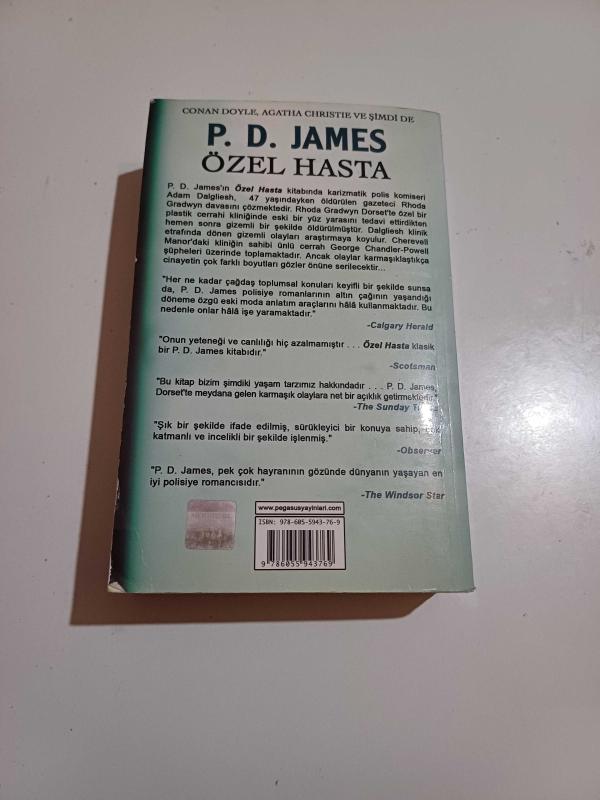 CONAN DOYLE, AGATHA CHRISTIE VE ŞİMDİ DE
P. D. JAMES
ÖZEL HASTA
P. D. James'ın Özel Hasta kitabında karizmatik polis komiseri
Adam Dalgliesh, 47 yaşındayken öldürülen gazeteci Rhoda
Gradwyn davasını çözmektedir. Rhoda Gradwyn Dorset'te özel bir
plastik cerrahi kliniğinde eski bir yüz yarasını tedavi ettirdikten
hemen sonra gizemli bir şekilde öldürülmüştür. Dalgliesh klinik
etrafında dönen gizemli olayları araştırmaya koyulur. Cherevell
Manor'daki kliniğin sahibi ünlü cerrah George Chandler-Powell
şüpheleri üzerinde toplamaktadır. Ancak olaylar karmaşıklaştıkça
cinayetin çok farklı boyutları gözler önüne serilecektir...
"Her ne kadar çağdaş toplumsal konuları keyifli bir şekilde sunsa
da, P. D. James polisiye romanlarının altın çağının yaşandığı
döneme özgü eski moda anlatım araçlarını hâlâ kullanmaktadır. Bu
nedenle onlar hâlâ işe yaramaktadır."
-Calgary Herald
"Onun yeteneği ve canlılığı hiç azalmamıştır . . . Özel Hasta klasik
bir P. D. James kitabıdır."
-Scotsman
"Bu kitap bizim şimdiki yaşam tarzımız hakkındadır . . . P. D. James,
Dorset'te meydana gelen karmaşık olaylara net bir açıklık getirmektedir."
-The Sunday Times
"Şık bir şekilde ifade edilmiş, sürükleyici bir konuya sahip, çok
katmanlı ve incelikli bir şekilde işlenmiş."
-Observer
"P. D. James, pek çok hayranının gözünde dünyanın yaşayan en
iyi polisiye romancısıdır."
-The Windsor Star
www.pegasusyayinlari.com
ISBN: 978-605-5943-76-9
9 786055 943769